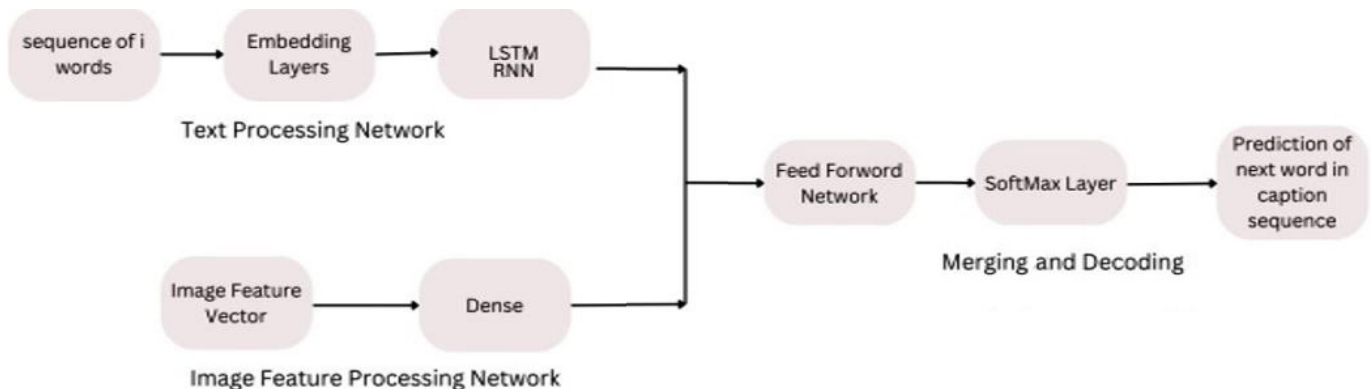 sequence of i
words
Embedding
Layers
LSTM
RNN
Text Processing Network
Feed Forword
Network
SoftMax Layer
Prediction of
next word in
caption
sequence
Merging and Decoding
Image Feature
Vector
Dense
Image Feature Processing Network